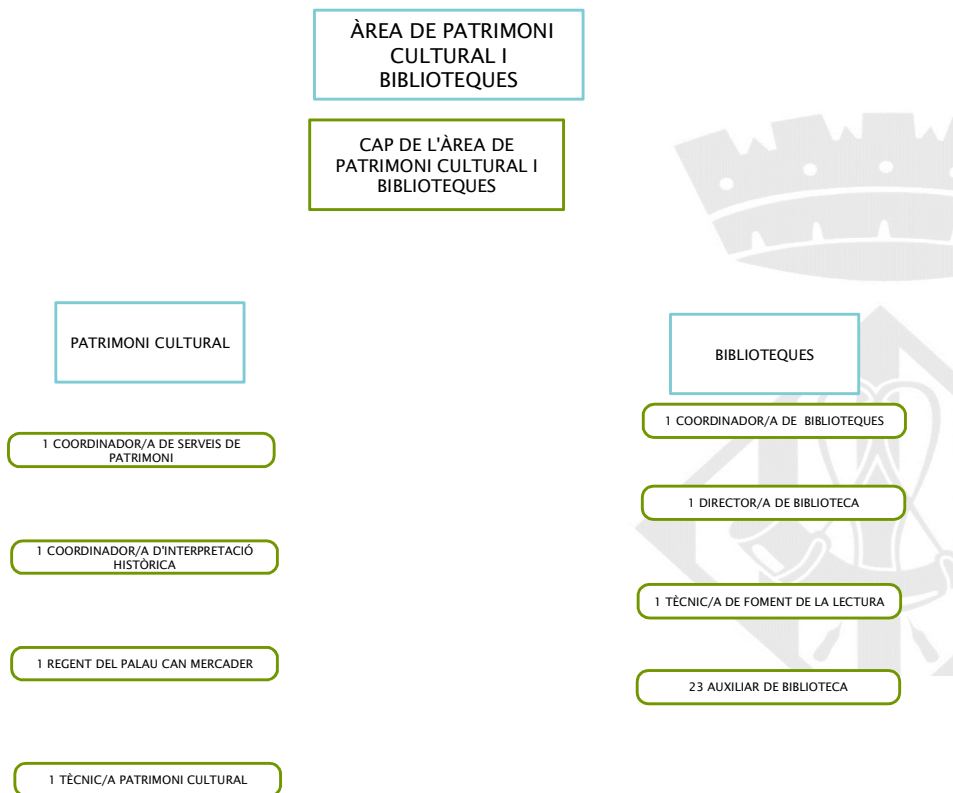 ÀREA DE PATRIMONI
CULTURAL I
BIBLIOTEQUES
CAP DE L'ÀREA DE
PATRIMONI CULTURAL I
BIBLIOTEQUES
PATRIMONI CULTURAL
1 COORDINADOR/A DE SERVEIS DE
PATRIMONI
1 COORDINADOR/A D'INTERPRETACIÓ
HISTÒRICA
1 REGENT DEL PALAU CAN MERCADER
1 TÈCNIC/A PATRIMONI CULTURAL
BIBLIOTEQUES
1 COORDINADOR/A DE BIBLIOTEQUES
1 DIRECTOR/A DE BIBLIOTECA
1 TÈCNIC/A DE FOMENT DE LA LECTURA
23 AUXILIAR DE BIBLIOTECA